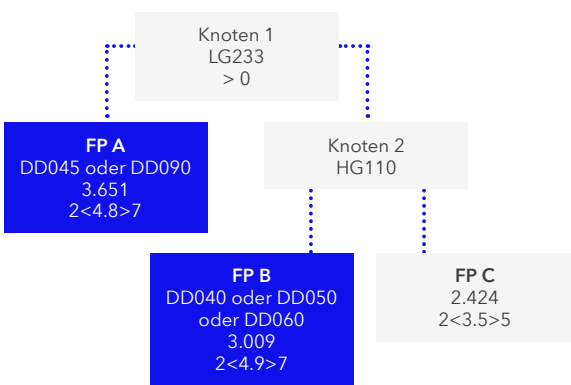 Knoten 1
LG233
> 0
FP A
DD045 oder DD090
3.651
2<4.8>7
Knoten 2
HG110
FP B
DD040 oder DD050
oder DD060
3.009
2<4.9>7
FP C
2.424
2<3.5>5